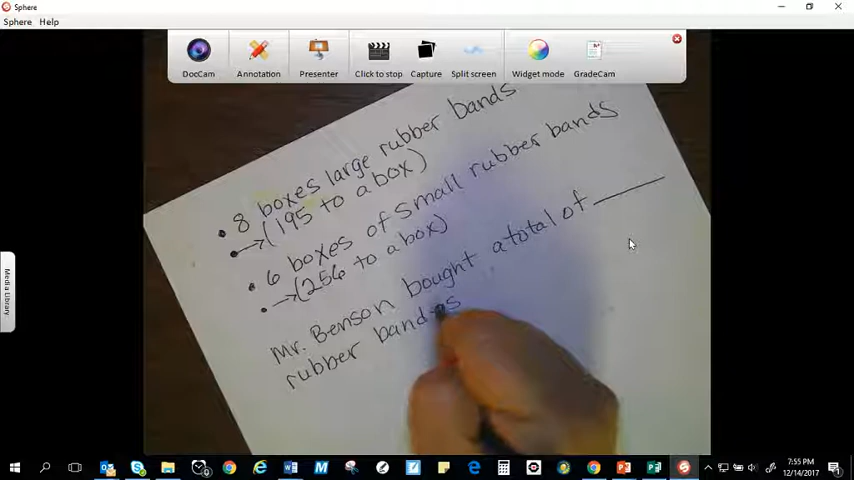 Sphere
Sphere Help
DocCam Annotation Presenter Click to stop Capture Split screen Widget mode GradeCam
Media Library
• 8 boxes large rubber bands
• → (195 to a box)
• 6 boxes of small rubber bands
• → (256 to a box)
Mr. Benson bought a total of ______
rubber bands
7:55 PM
12/14/2017